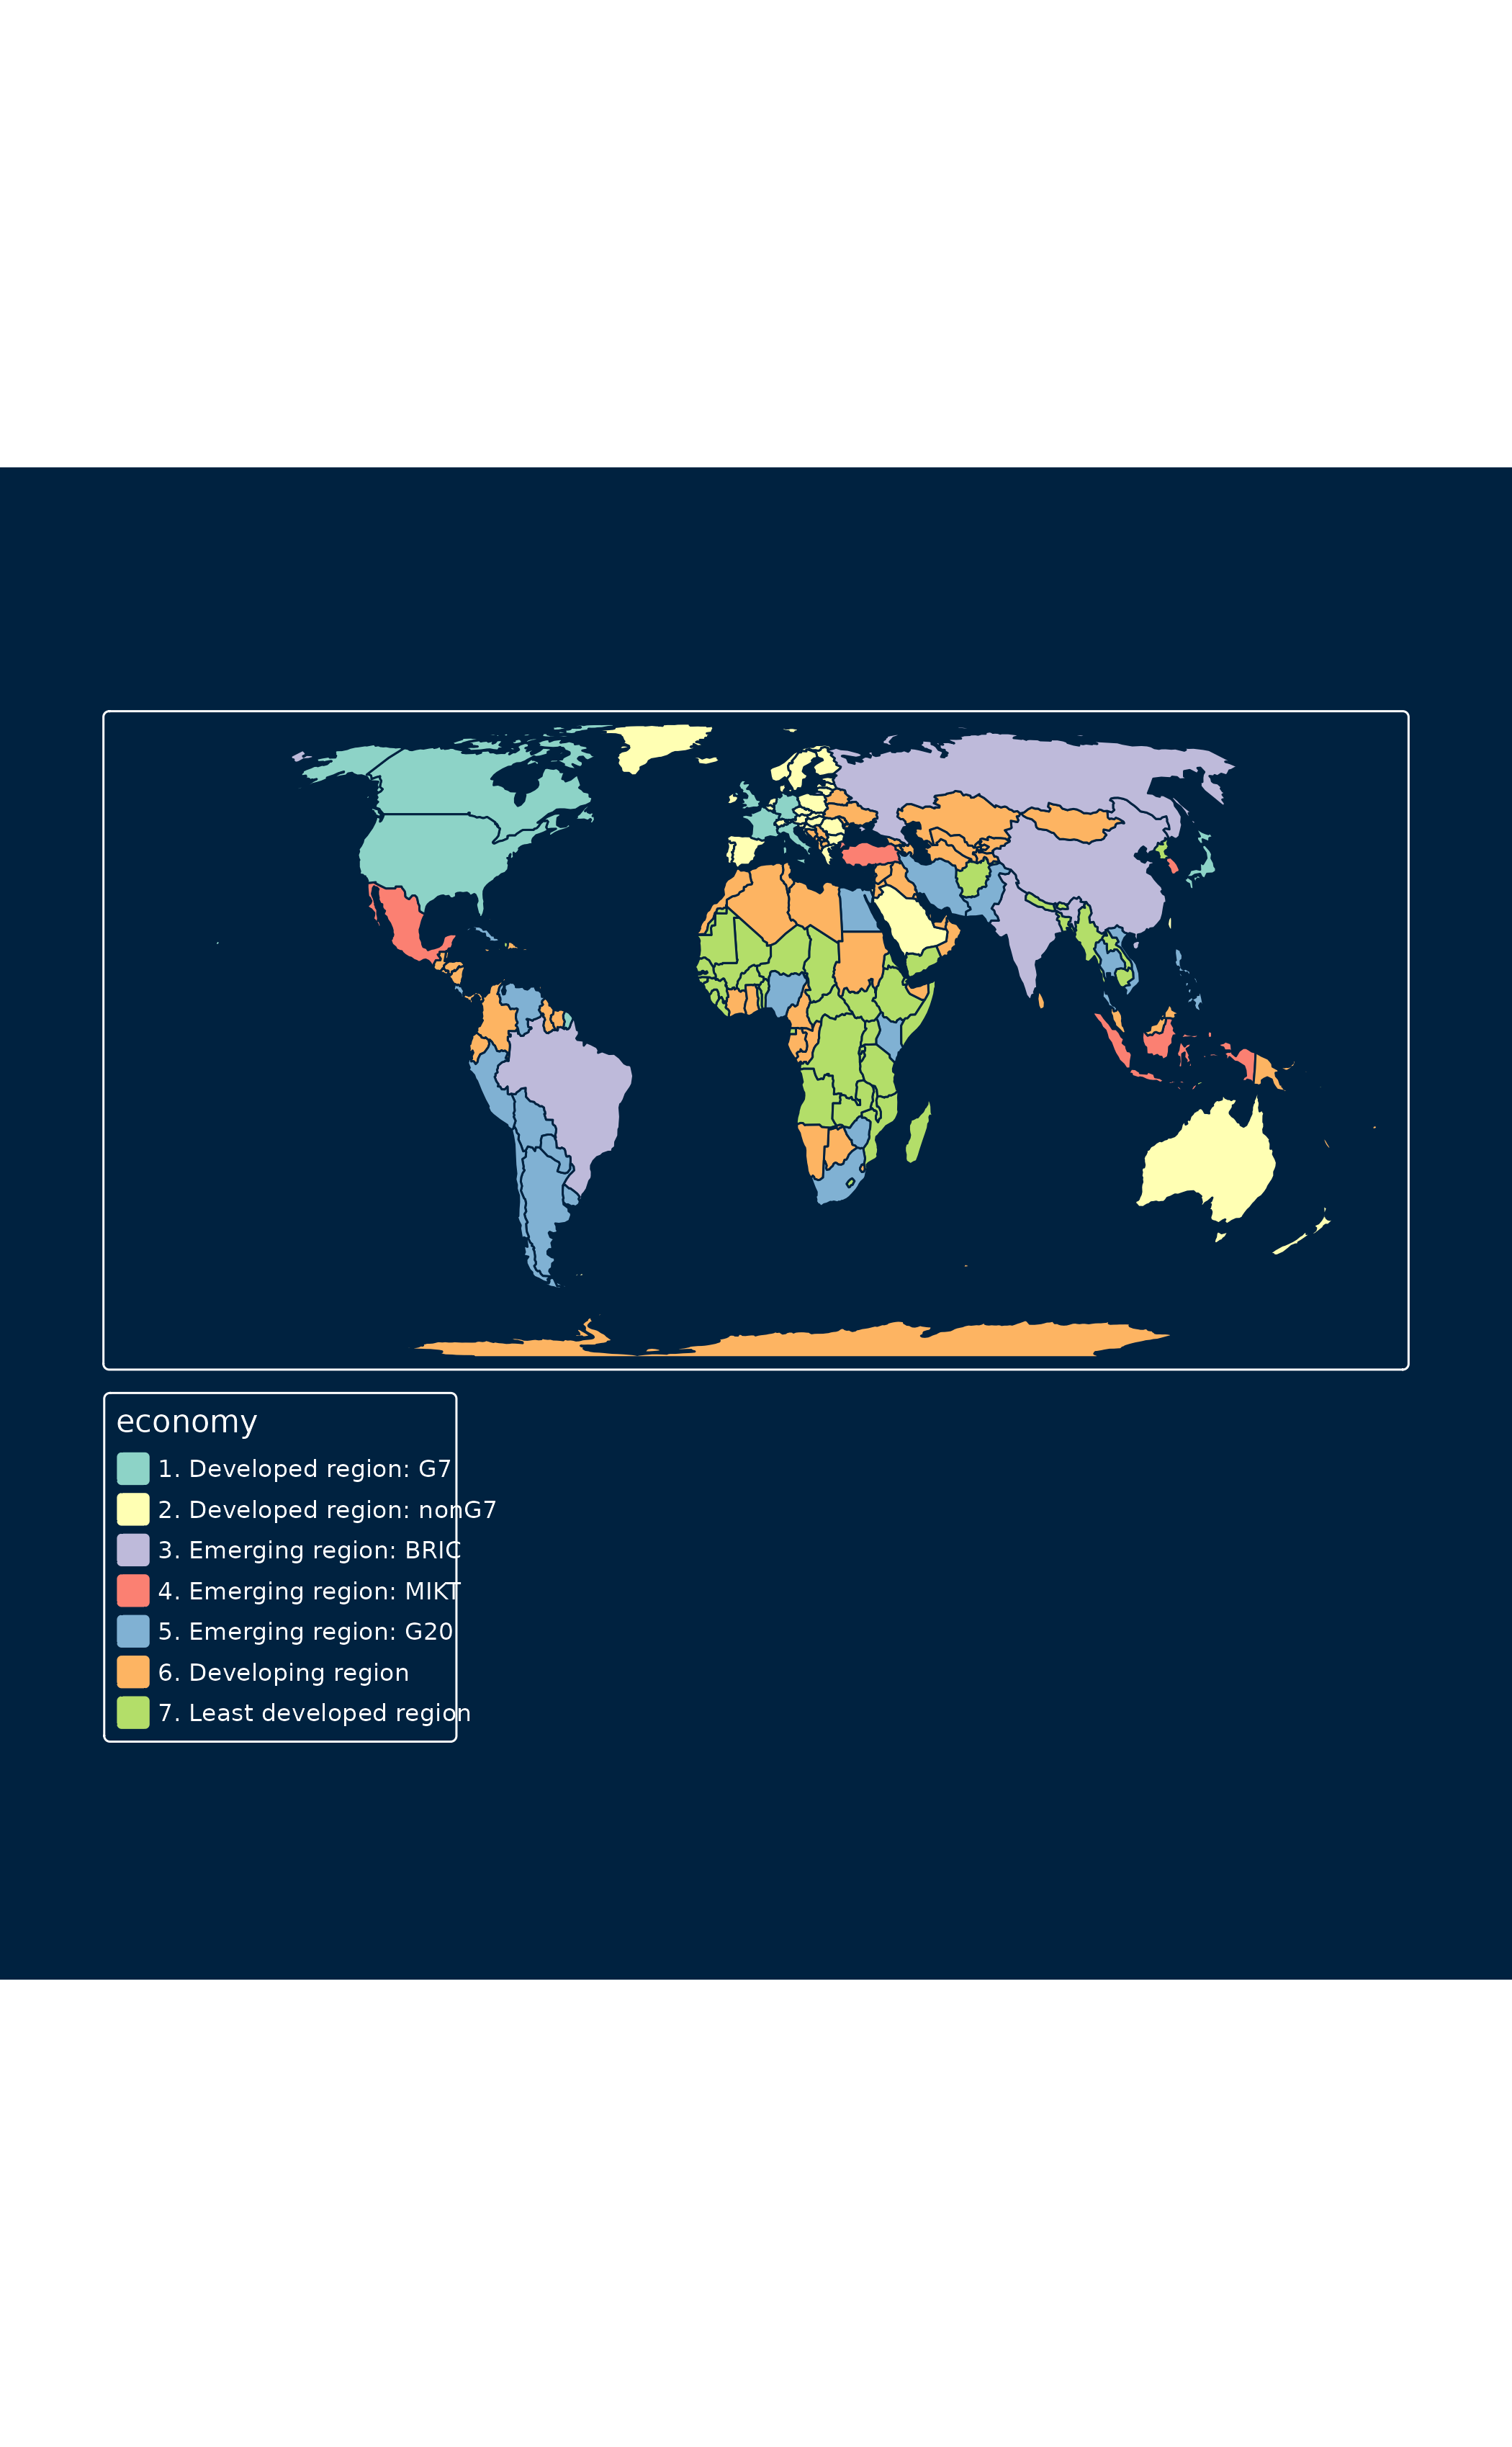 economy
1. Developed region: G7
2. Developed region: nonG7
3. Emerging region: BRIC
4. Emerging region: MIKT
5. Emerging region: G20
6. Developing region
7. Least developed region